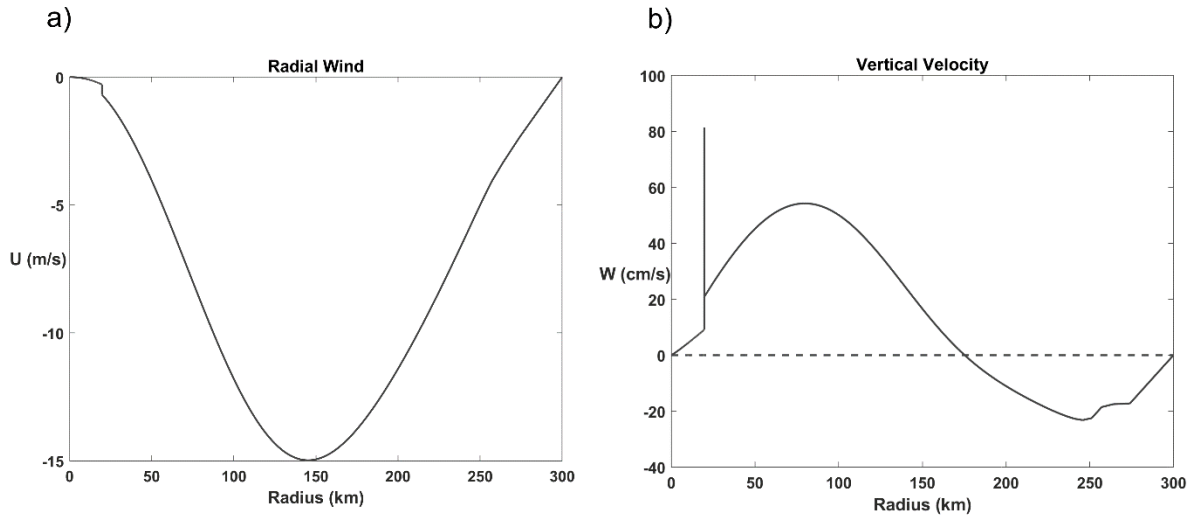 a)
Radial Wind
0
-5
U (m/s)
-10
-15
0 50 100 150 200 250 300
Radius (km)
b)
Vertical Velocity
100
80
60
40
W (cm/s)
20
0
-20
-40
0 50 100 150 200 250 300
Radius (km)